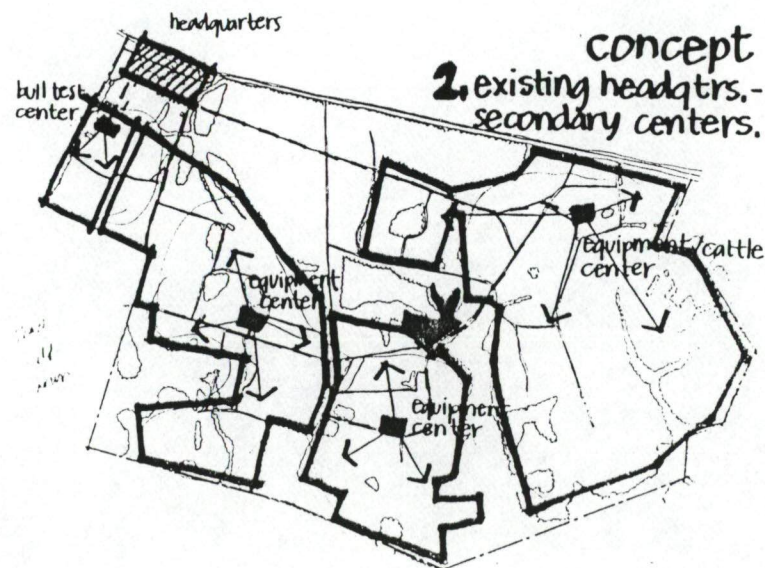 headquarters
concept
2. existing headqtrs.-
secondary centers.
bull test
center
equipment/cattle
center
equipment
center
equipment
center